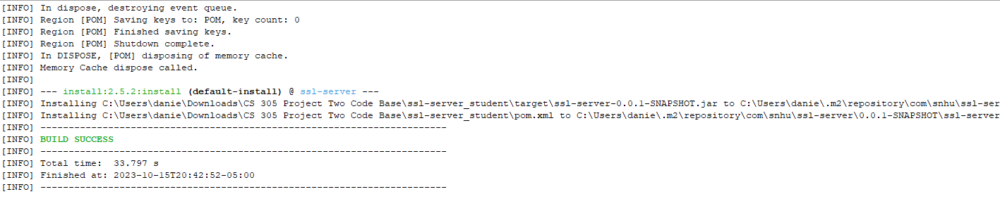 [INFO] In dispose, destroying event queue.
[INFO] Region [POM] Saving keys to: POM, key count: 0
[INFO] Region [POM] Finished saving keys.
[INFO] Region [POM] Shutdown complete.
[INFO] In DISPOSE, [POM] disposing of memory cache.
[INFO] Memory Cache dispose called.
[INFO]
[INFO] --- install:2.5.2:install (default-install) @ ssl-server ---
[INFO] Installing C:\Users\danie\Downloads\CS 305 Project Two Code Base\ssl-server_student\target\ssl-server-0.0.1-SNAPSHOT.jar to C:\Users\danie\.m2\repository\com\snhu\ssl-ser
[INFO] Installing C:\Users\danie\Downloads\CS 305 Project Two Code Base\ssl-server_student\pom.xml to C:\Users\danie\.m2\repository\com\snhu\ssl-server\0.0.1-SNAPSHOT\ssl-server
[INFO] ------------------------------------------------------------------------
[INFO] BUILD SUCCESS
[INFO] ------------------------------------------------------------------------
[INFO] Total time:  33.797 s
[INFO] Finished at: 2023-10-15T20:42:52-05:00
[INFO] ------------------------------------------------------------------------